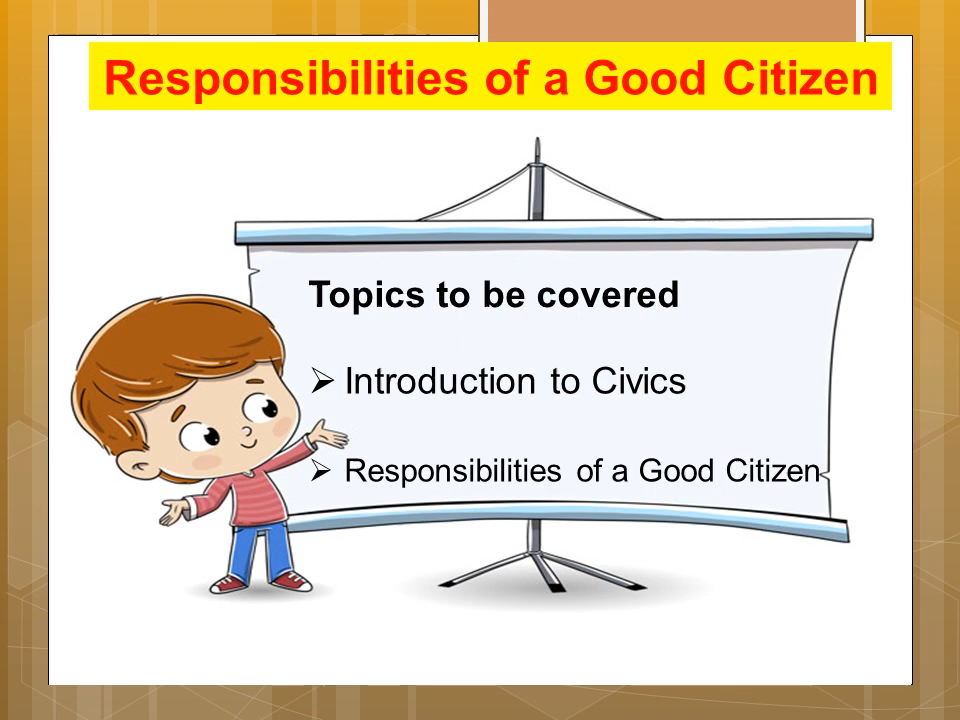 Responsibilities of a Good Citizen
Topics to be covered
➢ Introduction to Civics
➢ Responsibilities of a Good Citizen